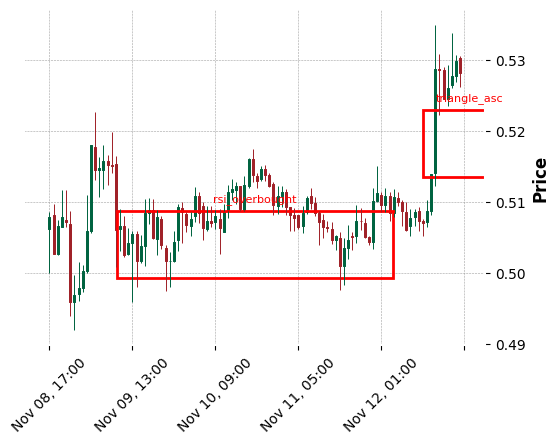 0.53
triangle_asc
0.52
Price
0.51
rsi_overbought
0.50
0.49
Nov 08, 17:00
Nov 09, 13:00
Nov 10, 09:00
Nov 11, 05:00
Nov 12, 01:00